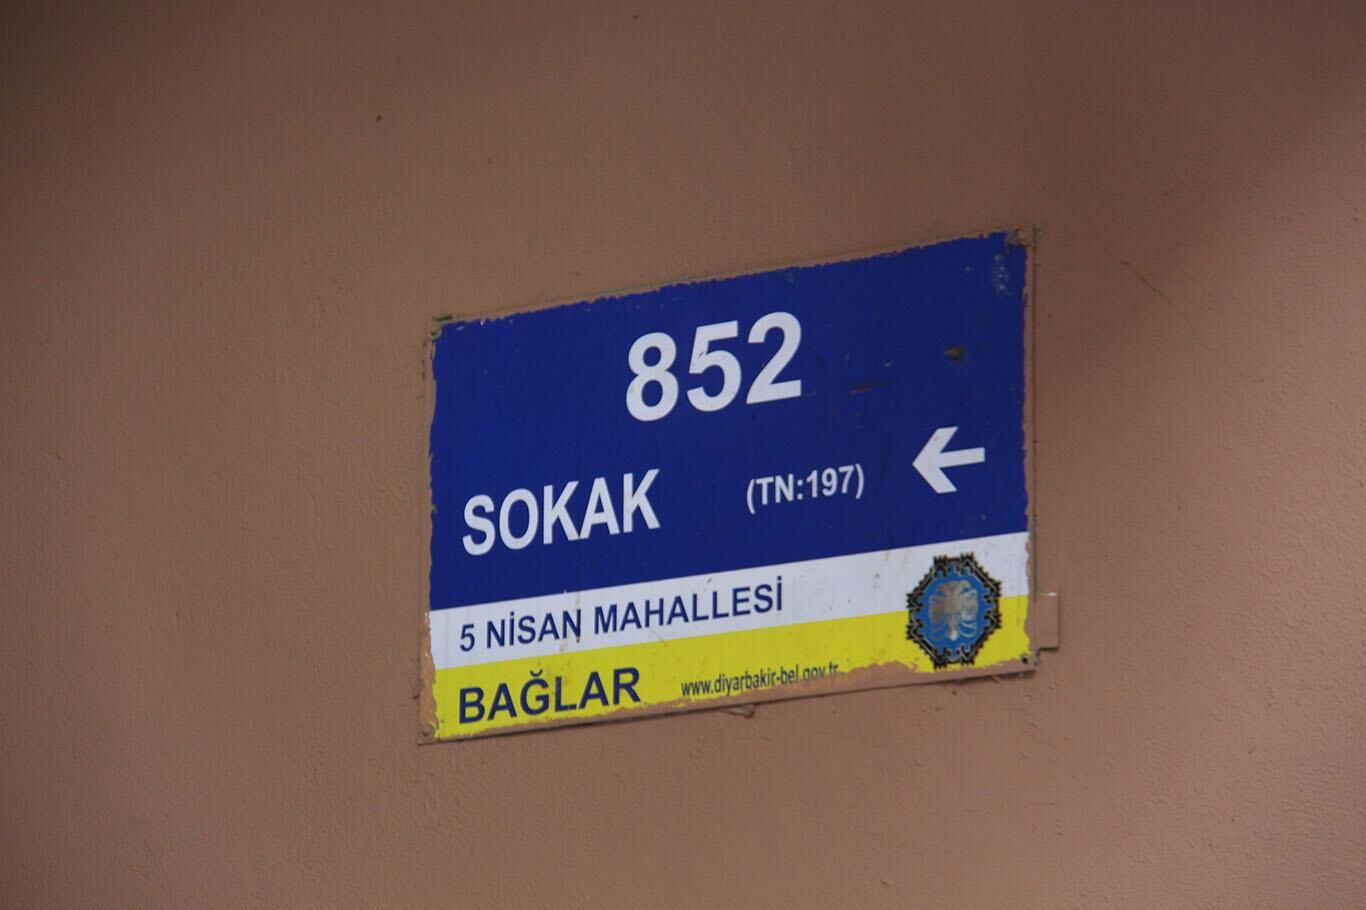 852
SOKAK (TN:197)
5 NİSAN MAHALLESİ
BAĞLAR www.diyarbakir-bel.gov.tr